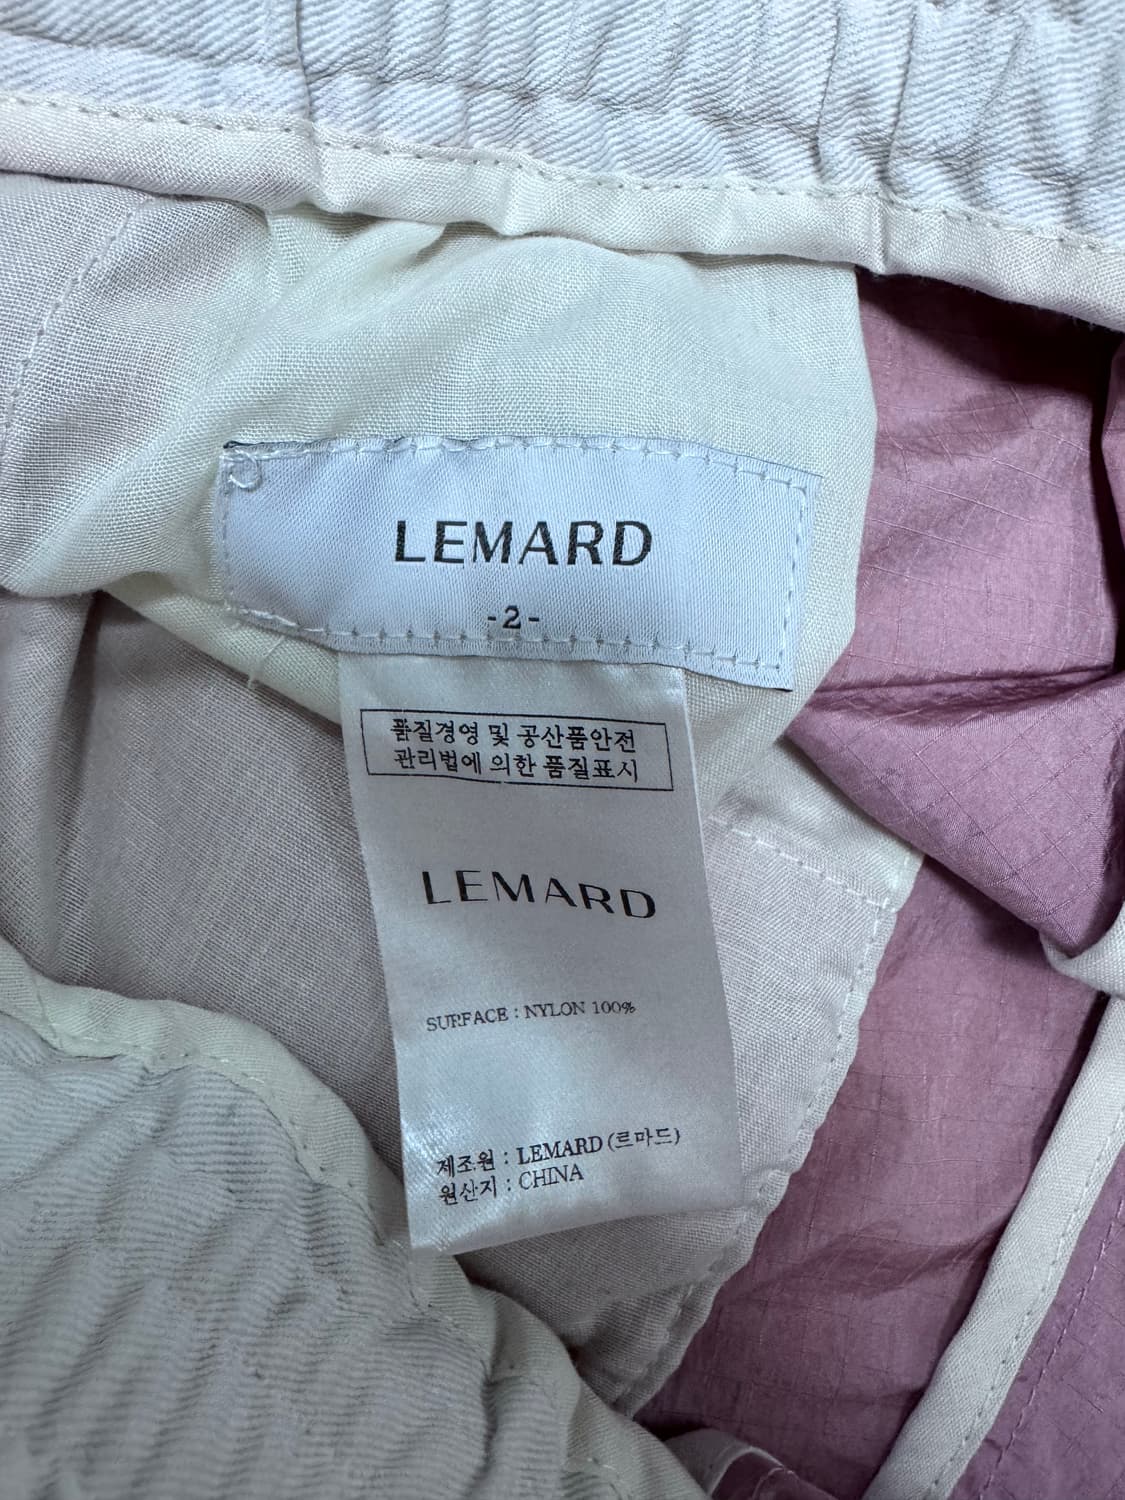 LEMARD
-2-
품질경영 및 공산품안전
관리법에 의한 품질표시
LEMARD
SURFACE : NYLON 100%
제조원 : LEMARD (르마드)
원산지 : CHINA